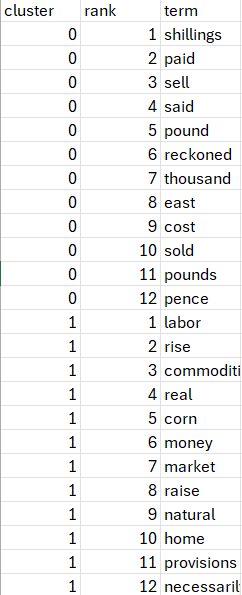 cluster rank term
0 1 shillings
0 2 paid
0 3 sell
0 4 said
0 5 pound
0 6 reckoned
0 7 thousand
0 8 east
0 9 cost
0 10 sold
0 11 pounds
0 12 pence
1 1 labor
1 2 rise
1 3 commoditi
1 4 real
1 5 corn
1 6 money
1 7 market
1 8 raise
1 9 natural
1 10 home
1 11 provisions
1 12 necessaril